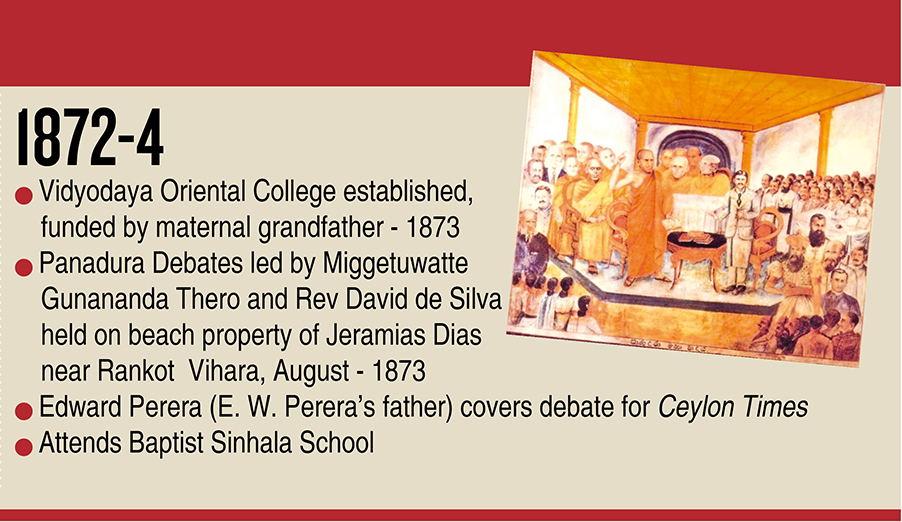 1872-4
Vidyodaya Oriental College established,
funded by maternal grandfather - 1873
Panadura Debates led by Miggetuwatte
Gunananda Thero and Rev David de Silva
held on beach property of Jeramias Dias
near Rankot Vihara, August - 1873
Edward Perera (E. W. Perera's father) covers debate for Ceylon Times
Attends Baptist Sinhala School